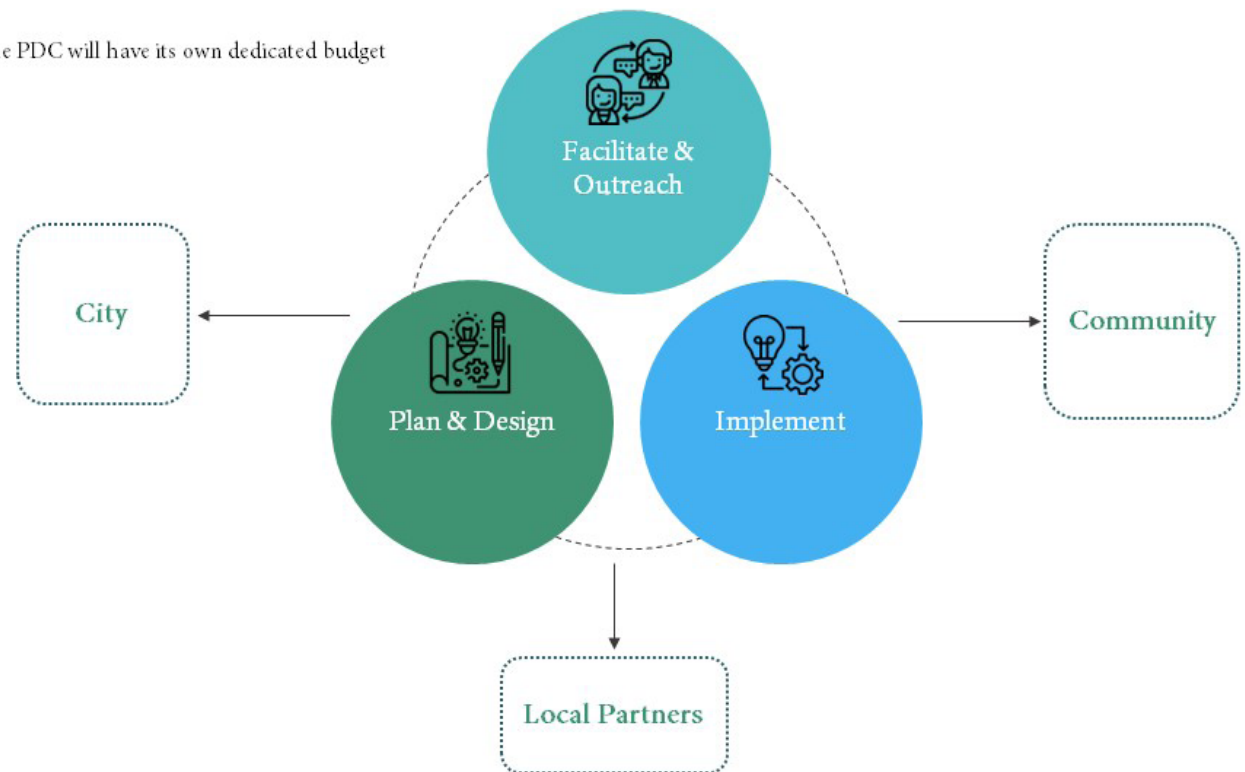 PDC will have its own dedicated budget
Facilitate &
Outreach
City
Community
Plan & Design
Implement
Local Partners